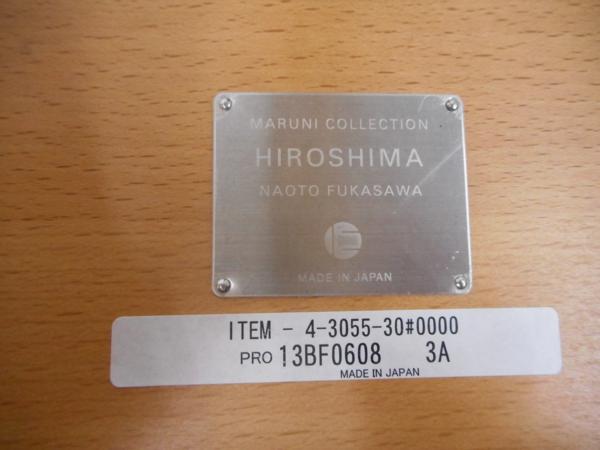 MARUNI COLLECTION
HIROSHIMA
NAOTO FUKASAWA
MADE IN JAPAN
ITEM - 4-3055-30#0000
PRO 13BF0608 3A
MADE IN JAPAN